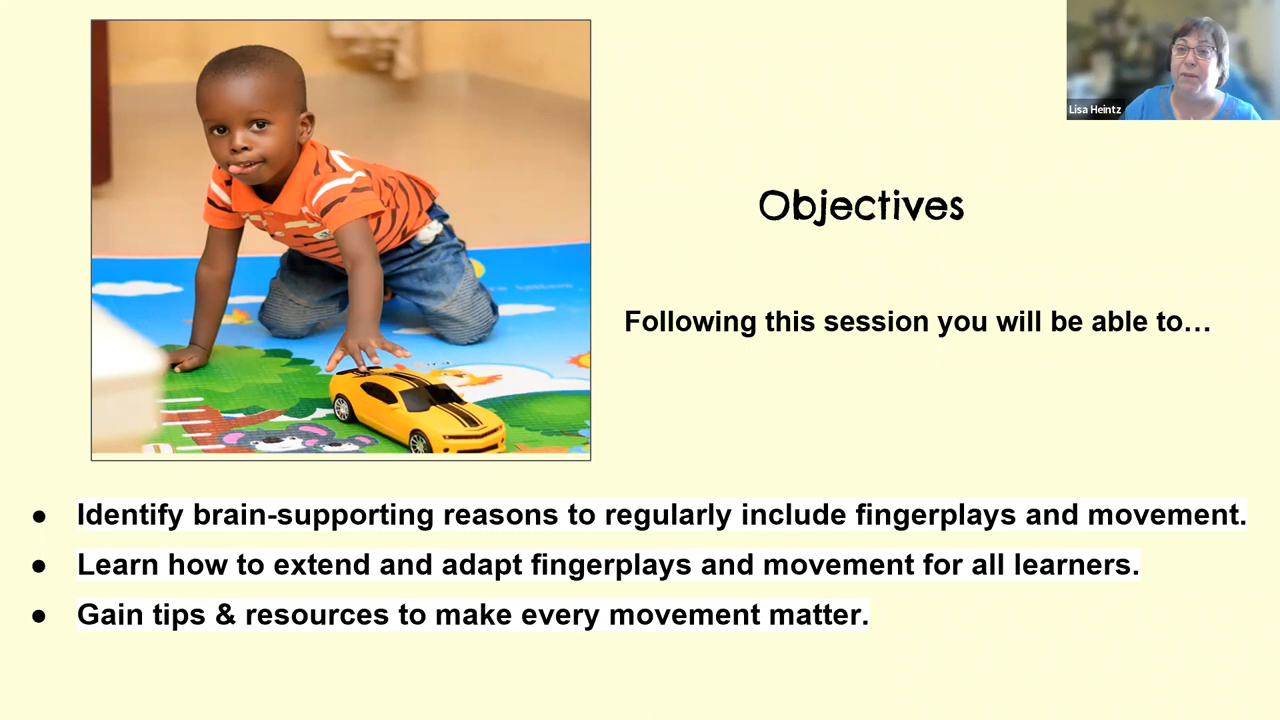 Lisa Heintz
Objectives
Following this session you will be able to…
● Identify brain-supporting reasons to regularly include fingerplays and movement.
● Learn how to extend and adapt fingerplays and movement for all learners.
● Gain tips & resources to make every movement matter.